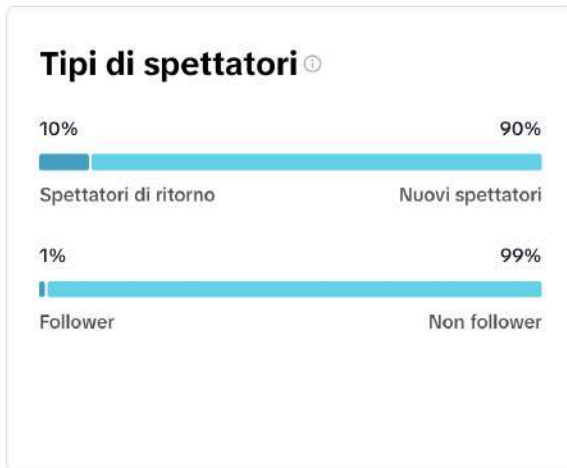 Tipi di spettatori
10% 90%
Spettatori di ritorno Nuovi spettatori
1% 99%
Follower Non follower